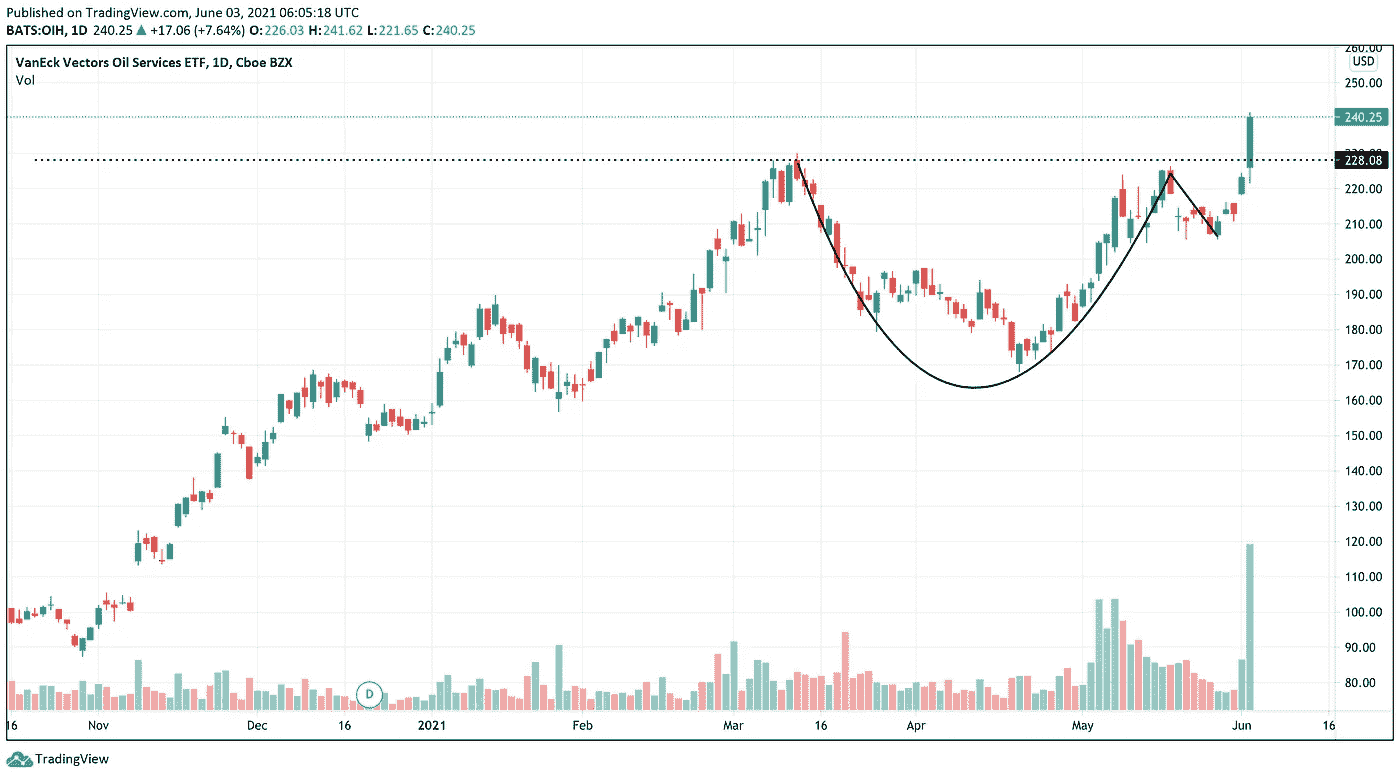 Published on TradingView.com, June 03, 2021 06:05:18 UTC
BATS:OIH, 1D 240.25 ▲ +17.06 (+7.64%) O:226.03 H:241.62 L:221.65 C:240.25
VanEck Vectors Oil Services ETF, 1D, Cboe BZX
Vol
260.00
USD
250.00
240.25
228.08
220.00
210.00
200.00
190.00
180.00
170.00
160.00
150.00
140.00
130.00
120.00
110.00
100.00
90.00
80.00
D
16 Nov Dec 16 2021 Feb Mar 16 Apr May Jun 16
TradingView